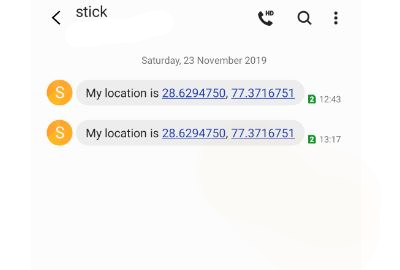 stick
HD
Saturday, 23 November 2019
S My location is 28.6294750, 77.3716751 2 12:43
S My location is 28.6294750, 77.3716751 2 13:17